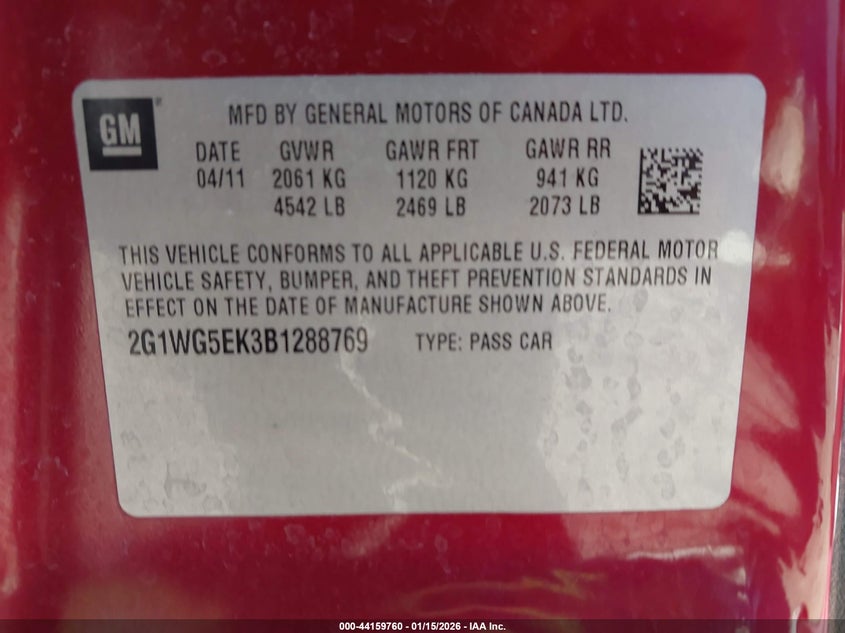 GM
MFD BY GENERAL MOTORS OF CANADA LTD.
DATE GVWR GAWR FRT GAWR RR
04/11 2061 KG 1120 KG 941 KG
4542 LB 2469 LB 2073 LB
THIS VEHICLE CONFORMS TO ALL APPLICABLE U.S. FEDERAL MOTOR
VEHICLE SAFETY, BUMPER, AND THEFT PREVENTION STANDARDS IN
EFFECT ON THE DATE OF MANUFACTURE SHOWN ABOVE.
2G1WG5EK3B1288769 TYPE: PASS CAR
000-44159760 - 01/15/2026 - IAA Inc.